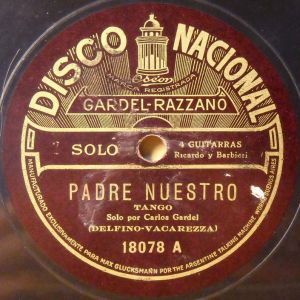 DISCO NACIONAL
Odeon
MARCA REGISTRADA
GARDEL-RAZZANO
SOLO
4 GUITARRAS
Ricardo y Barbieri
PADRE NUESTRO
TANGO
Solo por Carlos Gardel
(DELFINO-VACAREZZA)
18078 A
MANUFACTURADO EXCLUSIVAMENTE PARA MAX GLÜCKSMANN POR THE ARGENTINE TALKING MACHINE WORKS, BUENOS AIRES